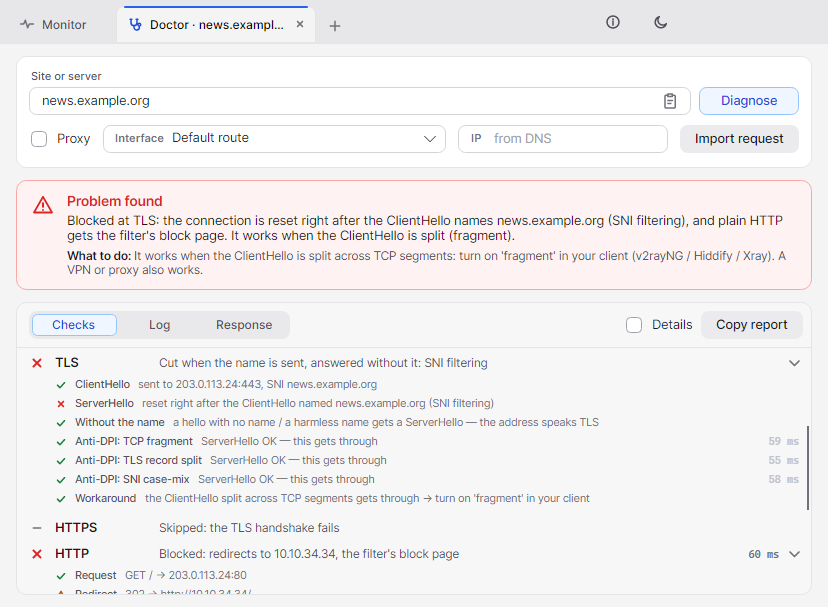 Monitor
Doctor · news.exampl...
Site or server
news.example.org
Diagnose
Proxy
Interface Default route
IP from DNS
Import request
Problem found
Blocked at TLS: the connection is reset right after the ClientHello names news.example.org (SNI filtering), and plain HTTP
gets the filter's block page. It works when the ClientHello is split (fragment).
What to do: It works when the ClientHello is split across TCP segments: turn on 'fragment' in your client (v2rayNG / Hiddify / Xray). A
VPN or proxy also works.
Checks
Log
Response
Details
Copy report
TLS Cut when the name is sent, answered without it: SNI filtering
ClientHello sent to 203.0.113.24:443, SNI news.example.org
ServerHello reset right after the ClientHello named news.example.org (SNI filtering)
Without the name a hello with no name / a harmless name gets a ServerHello — the address speaks TLS
Anti-DPI: TCP fragment ServerHello OK — this gets through 59 ms
Anti-DPI: TLS record split ServerHello OK — this gets through 55 ms
Anti-DPI: SNI case-mix ServerHello OK — this gets through 58 ms
Workaround the ClientHello split across TCP segments gets through → turn on 'fragment' in your client
HTTPS Skipped: the TLS handshake fails
HTTP Blocked: redirects to 10.10.34.34, the filter's block page 60 ms
Request GET / → 203.0.113.24:80
Redirect 302 → http://10.10.34.34/